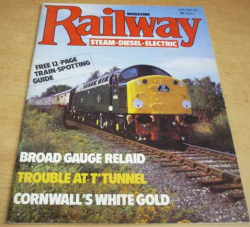 Railway
MAGAZINE
STEAM-DIESEL-ELECTRIC
FREE 12-PAGE
TRAIN-SPOTTING
GUIDE
BROAD GAUGE RELAID
TROUBLE AT T'TUNNEL
CORNWALL'S WHITE GOLD